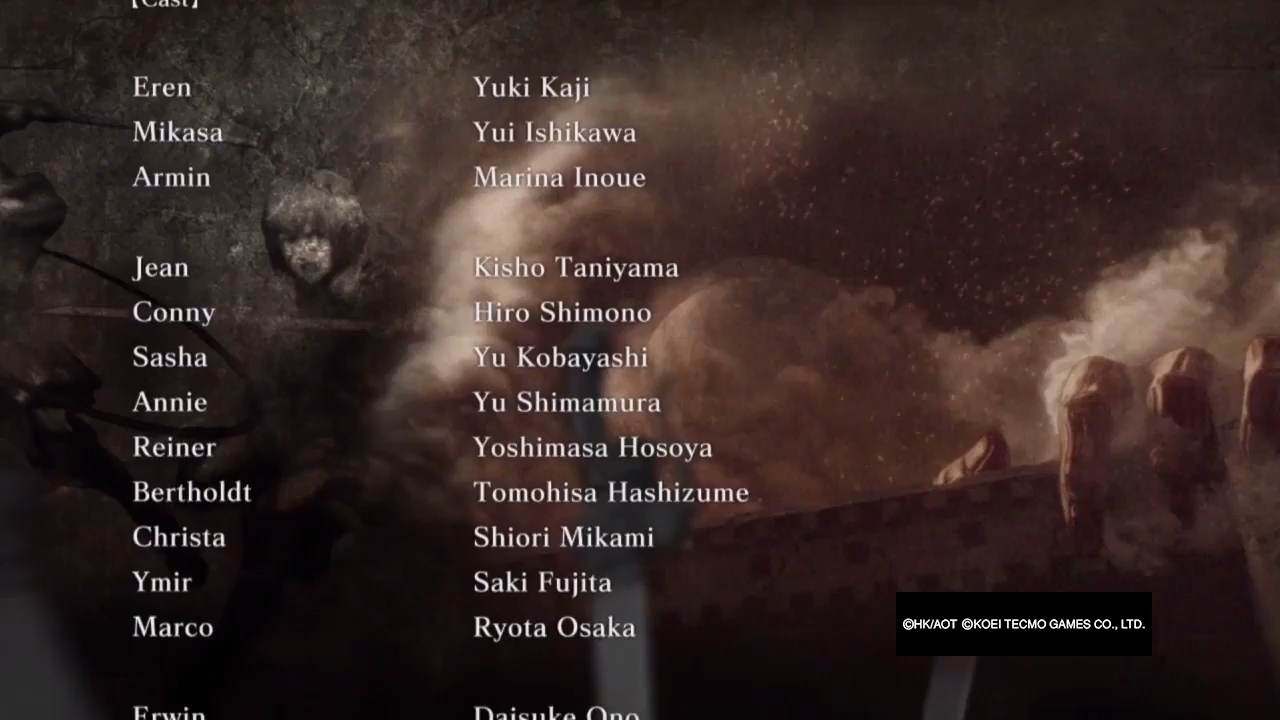 【Cast】
Eren Yuki Kaji
Mikasa Yui Ishikawa
Armin Marina Inoue
Jean Kisho Taniyama
Conny Hiro Shimono
Sasha Yu Kobayashi
Annie Yu Shimamura
Reiner Yoshimasa Hosoya
Bertholdt Tomohisa Hashizume
Christa Shiori Mikami
Ymir Saki Fujita
Marco Ryota Osaka
©HK/AOT ©KOEI TECMO GAMES CO., LTD.
Erwin Daisuke Ono